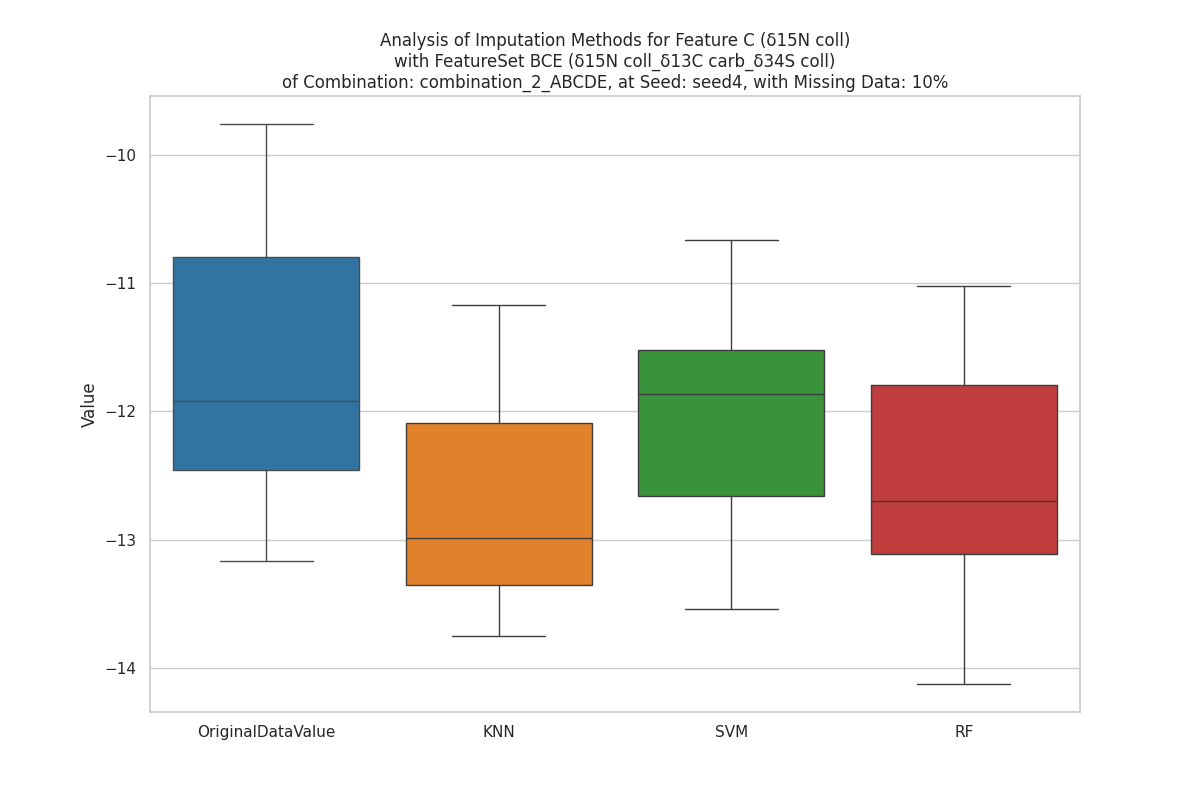 Analysis of Imputation Methods for Feature C (δ15N coll)
with FeatureSet BCE (δ15N coll_δ13C carb_δ34S coll)
of Combination: combination_2_ABCDE, at Seed: seed4, with Missing Data: 10%
Value
−10
−11
−12
−13
−14
OriginalDataValue
KNN
SVM
RF